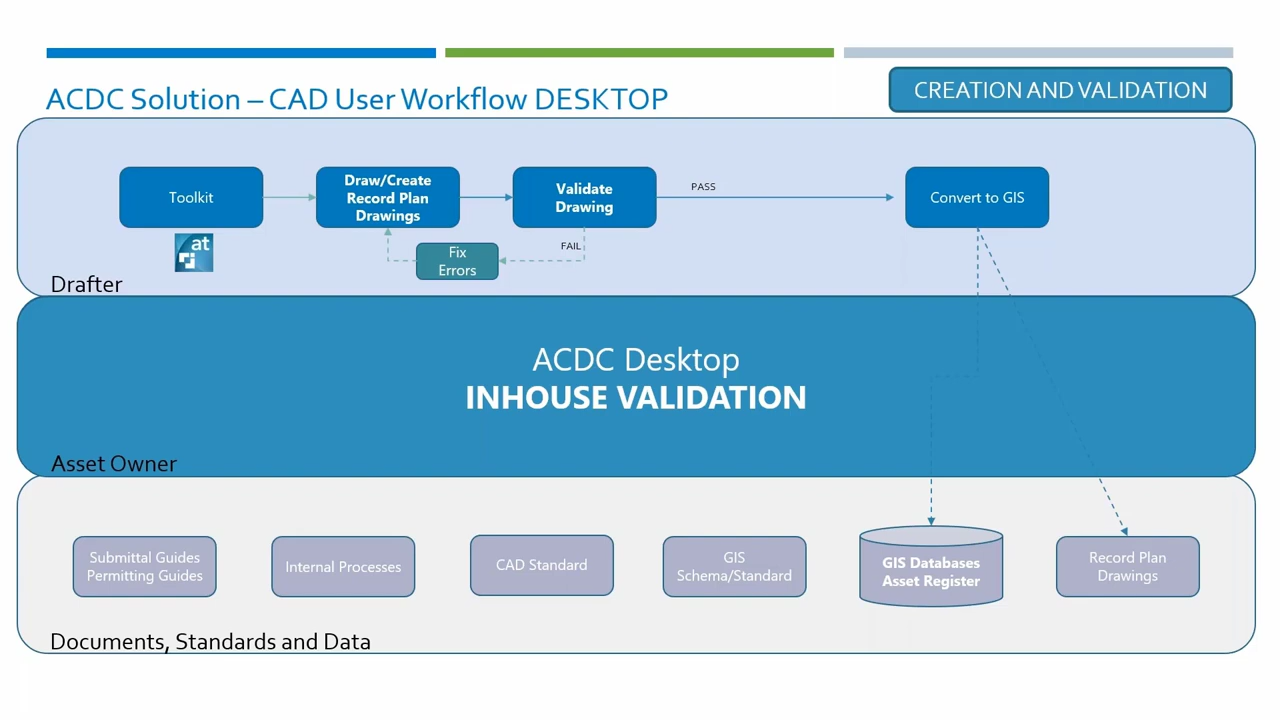 ACDC Solution – CAD User Workflow DESKTOP
CREATION AND VALIDATION
Toolkit
at
Draw/Create
Record Plan
Drawings
Validate
Drawing
PASS
Convert to GIS
FAIL
Fix
Errors
Drafter
ACDC Desktop
INHOUSE VALIDATION
Asset Owner
Submittal Guides
Permitting Guides
Internal Processes
CAD Standard
GIS
Schema/Standard
GIS Databases
Asset Register
Record Plan
Drawings
Documents, Standards and Data